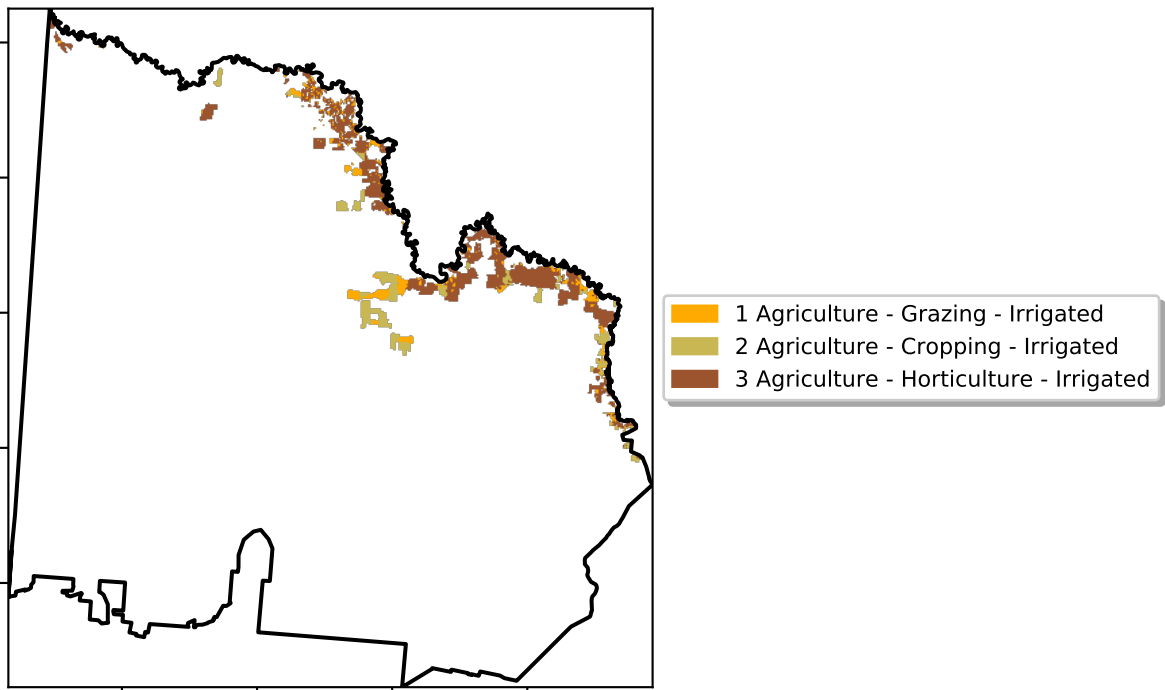 1 Agriculture - Grazing - Irrigated
2 Agriculture - Cropping - Irrigated
3 Agriculture - Horticulture - Irrigated